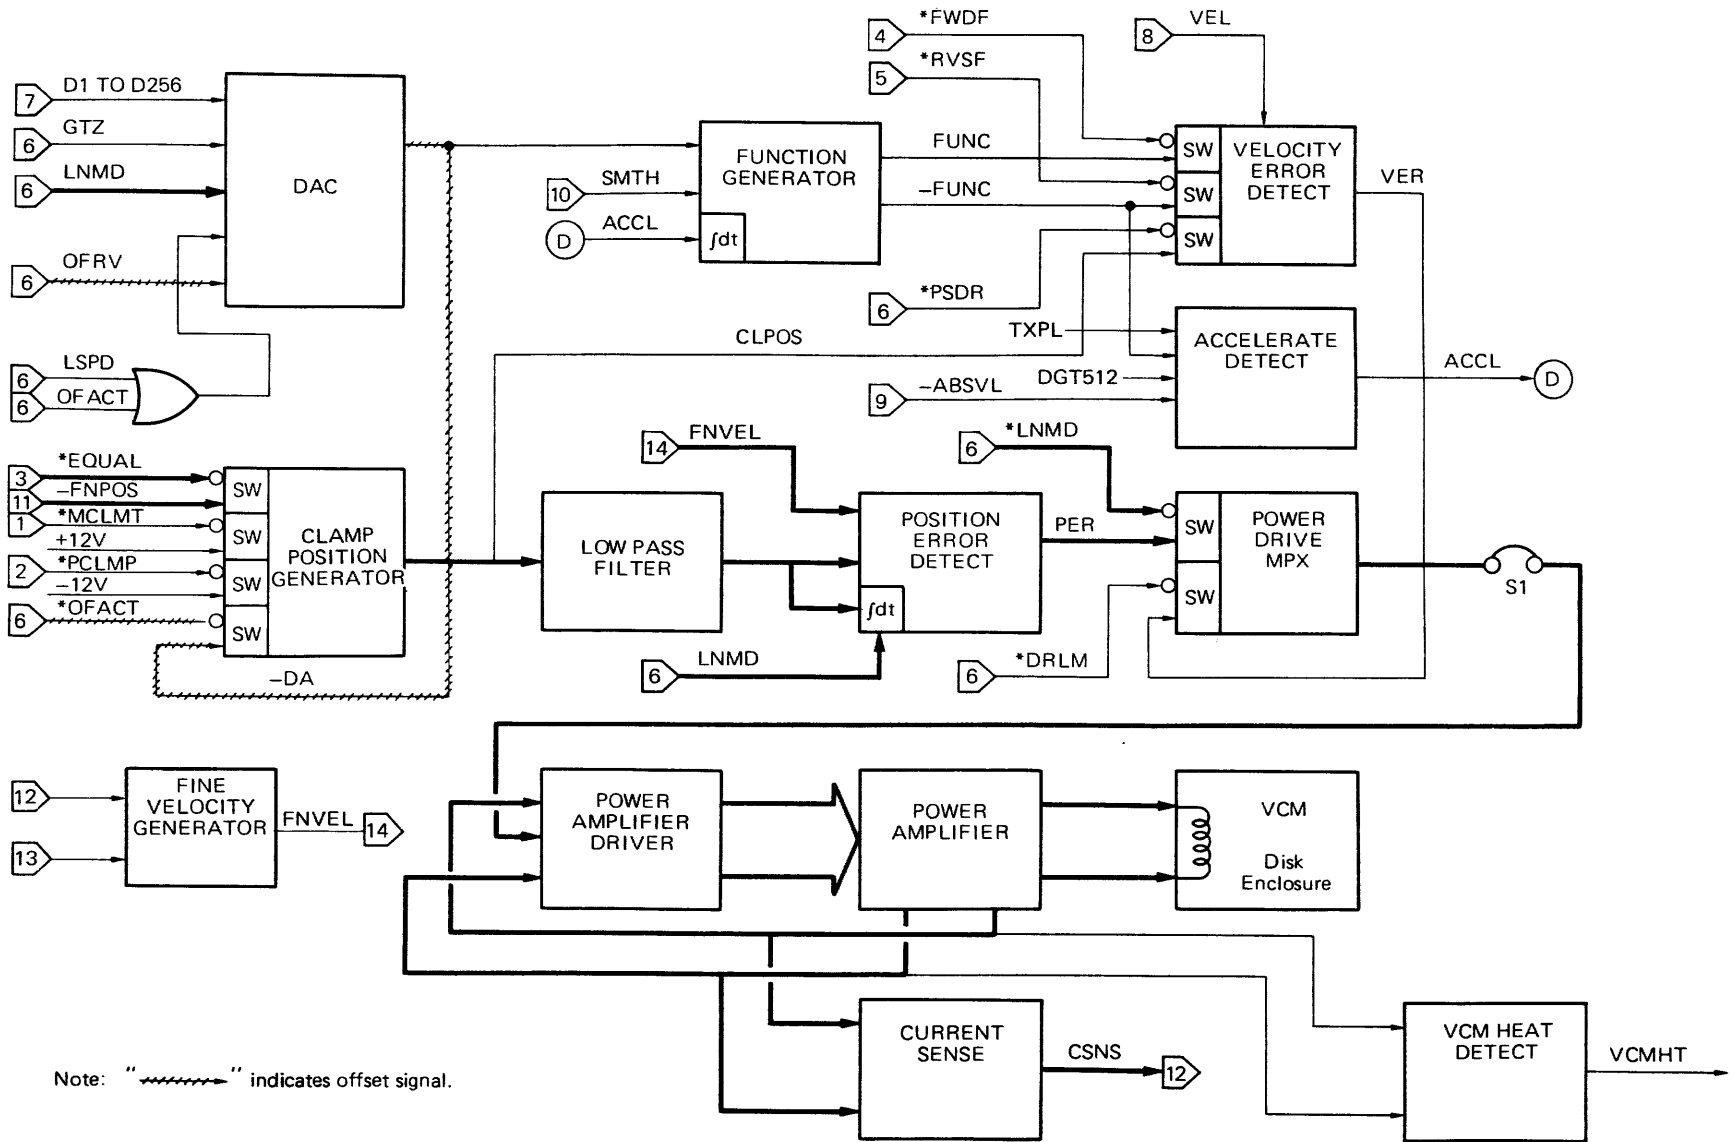 *FWDF
4
VEL
8
*RVSF
5
D1 TO D256
7
GTZ
6
LNMD
6
OFRV
6
DAC
SMTH
10
ACCL
D
FUNCTION
GENERATOR
∫dt
FUNC
–FUNC
SW
SW
SW
VELOCITY
ERROR
DETECT
VER
*PSDR
6
CLPOS
TXPL
DGT512
–ABSVL
9
ACCELERATE
DETECT
ACCL
D
LSPD
6
OFACT
6
*EQUAL
3
–FNPOS
11
*MCLMT
1
+12V
*PCLMP
2
–12V
*OFACT
6
SW
SW
SW
SW
CLAMP
POSITION
GENERATOR
–DA
LOW PASS
FILTER
FNVEL
14
POSITION
ERROR
DETECT
∫dt
LNMD
6
PER
*LNMD
6
*DRLM
6
SW
SW
POWER
DRIVE
MPX
S1
12
13
FINE
VELOCITY
GENERATOR
FNVEL
14
POWER
AMPLIFIER
DRIVER
POWER
AMPLIFIER
VCM
Disk
Enclosure
CURRENT
SENSE
CSNS
12
VCM HEAT
DETECT
VCMHT
Note: " " indicates offset signal.